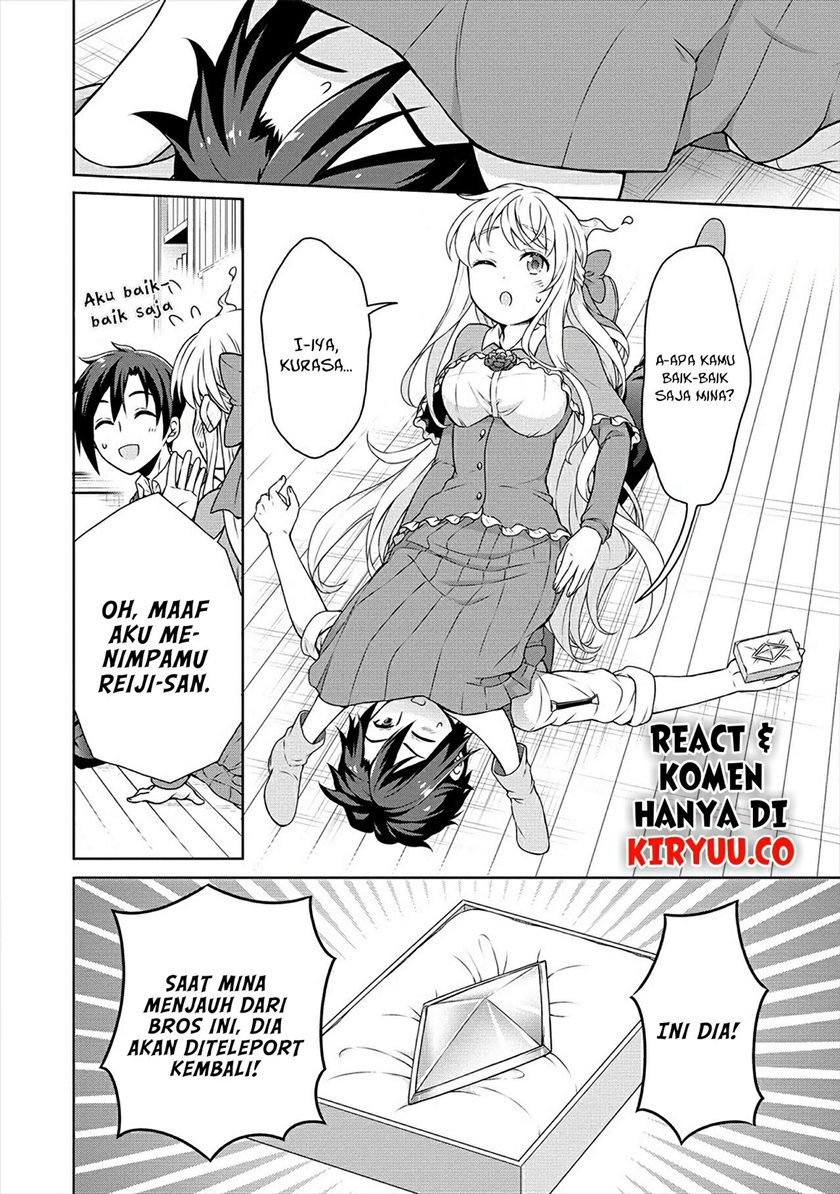 A-APA KAMU
BAIK-BAIK
SAJA MINA?
I-IYA,
KURASA...
Aku baik-
baik saja
OH, MAAF
AKU ME-
NIMPAMU
REIJI-SAN.
REACT &
KOMEN
HANYA DI
KIRYUU.CO
INI DIA!
SAAT MINA
MENJAUH DARI
BROS INI, DIA
AKAN DITELEPORT
KEMBALI!